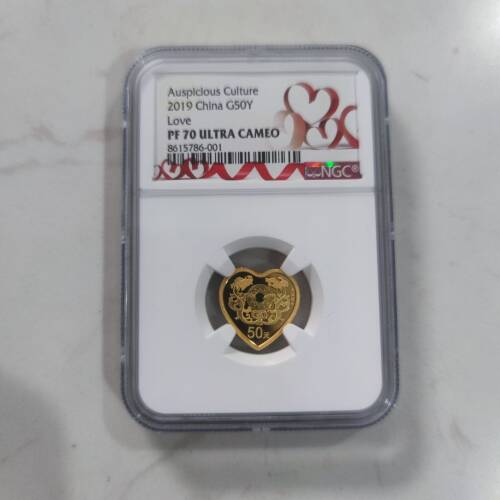 Auspicious Culture
2019 China G50Y
Love
PF 70 ULTRA CAMEO
8615786-001
NGC®
50元